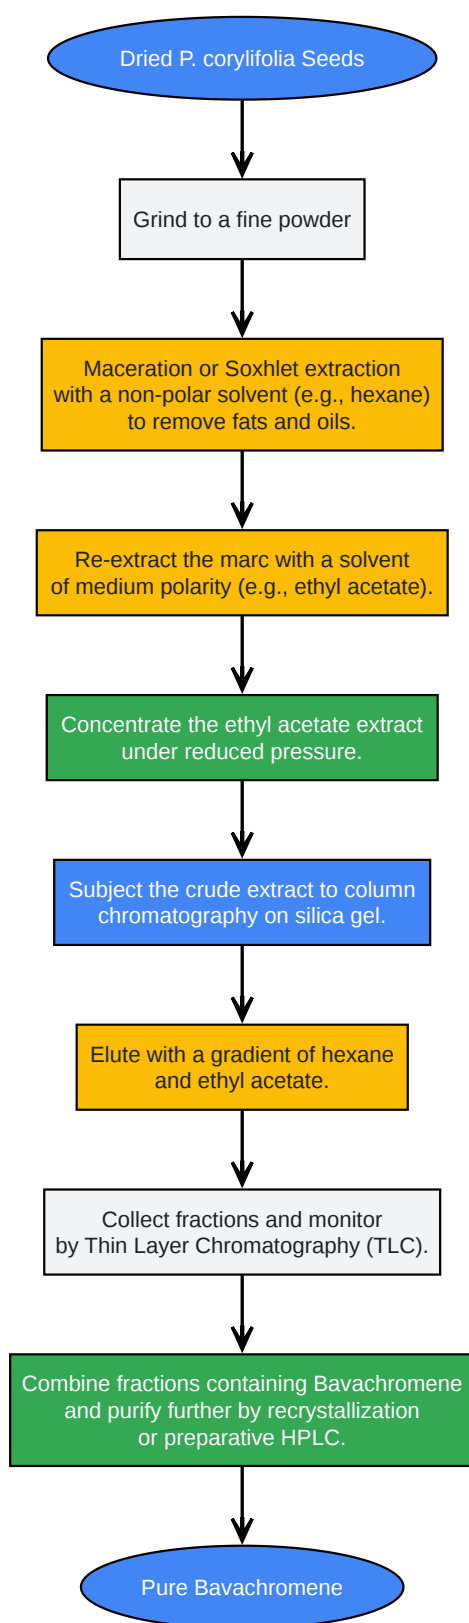 Dried P. corylifolia Seeds
Grind to a fine powder
Maceration or Soxhlet extraction
with a non-polar solvent (e.g., hexane)
to remove fats and oils.
Re-extract the marc with a solvent
of medium polarity (e.g., ethyl acetate).
Concentrate the ethyl acetate extract
under reduced pressure.
Subject the crude extract to column
chromatography on silica gel.
Elute with a gradient of hexane
and ethyl acetate.
Collect fractions and monitor
by Thin Layer Chromatography (TLC).
Combine fractions containing Bavachromene
and purify further by recrystallization
or preparative HPLC.
Pure Bavachromene